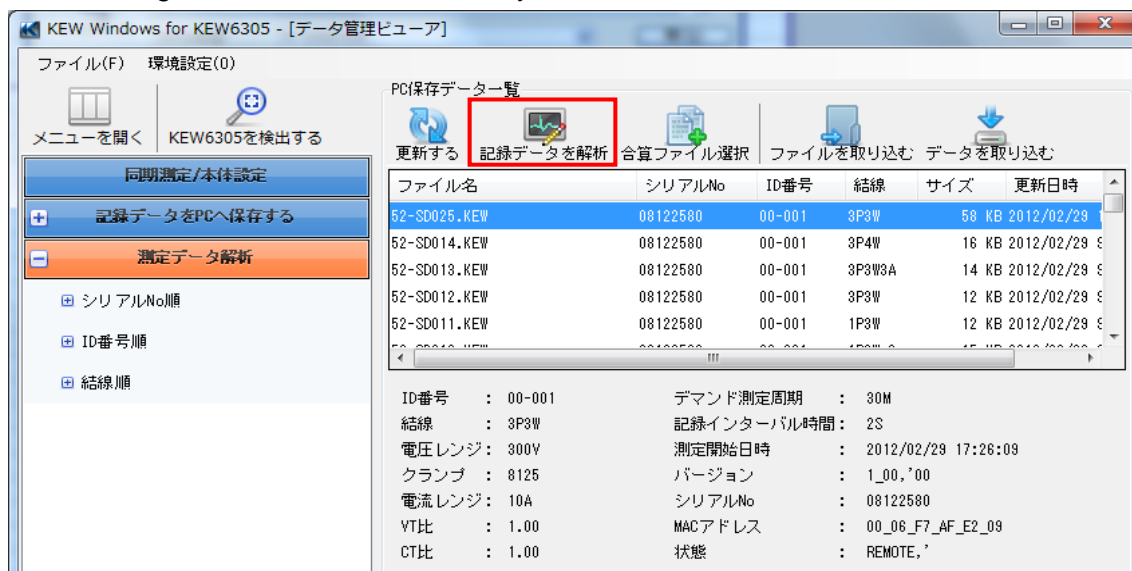 KEW Windows for KEW6305 - [データ管理ビューア]
ファイル(F) 環境設定(O)
メニューを開く KEW6305を検出する
PC保存データ一覧
更新する 記録データを解析 合算ファイル選択 ファイルを取り込む データを取り込む
同期測定/本体設定
記録データをPCへ保存する
測定データ解析
シリアルNo順
ID番号順
結線順
ファイル名 シリアルNo ID番号 結線 サイズ 更新日時
52-SD025.KEW 08122580 00-001 3P3W 58 KB 2012/02/29
52-SD014.KEW 08122580 00-001 3P4W 16 KB 2012/02/29
52-SD013.KEW 08122580 00-001 3P3W3A 14 KB 2012/02/29
52-SD012.KEW 08122580 00-001 3P3W 12 KB 2012/02/29
52-SD011.KEW 08122580 00-001 1P3W 12 KB 2012/02/29
ID番号 : 00-001 デマンド測定周期 : 30M
結線 : 3P3W 記録インターバル時間 : 2S
電圧レンジ : 300V 測定開始日時 : 2012/02/29 17:26:09
クランプ : 8125 バージョン : 1_00,'00
電流レンジ : 10A シリアルNo : 08122580
VT比 : 1.00 MACアドレス : 00_06_F7_AF_E2_09
CT比 : 1.00 状態 : REMOTE,'